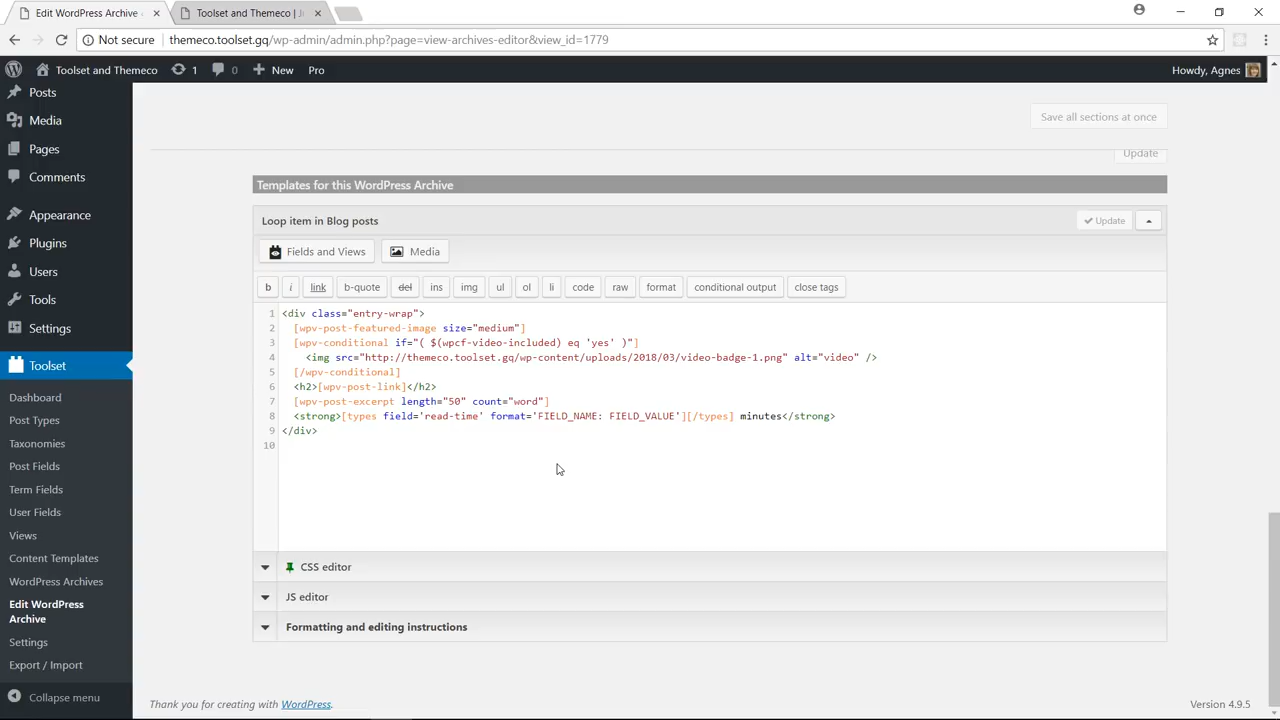 Edit WordPress Archive
Toolset and Themeco | J
Not secure
themeco.toolset.gq/wp-admin/admin.php?page=view-archives-editor&view_id=1779
Toolset and Themeco
1
0
New
Pro
Howdy, Agnes
Posts
Media
Pages
Comments
Appearance
Plugins
Users
Tools
Settings
Toolset
Dashboard
Post Types
Taxonomies
Post Fields
Term Fields
User Fields
Views
Content Templates
WordPress Archives
Edit WordPress
Archive
Settings
Export / Import
Collapse menu
Save all sections at once
Update
Templates for this WordPress Archive
Loop item in Blog posts
Update
Fields and Views
Media
b
i
link
b-quote
del
ins
img
ul
ol
li
code
raw
format
conditional output
close tags
1 <div class="entry-wrap">
2 [wpv-post-featured-image size="medium"]
3 [wpv-conditional if="( $(wpcf-video-included) eq 'yes' )"]
4 <img src="http://themeco.toolset.gq/wp-content/uploads/2018/03/video-badge-1.png" alt="video" />
5 [/wpv-conditional]
6 <h2>[wpv-post-link]</h2>
7 [wpv-post-excerpt length="50" count="word"]
8 <strong>[types field='read-time' format='FIELD_NAME: FIELD_VALUE'][/types] minutes</strong>
9 </div>
10
CSS editor
JS editor
Formatting and editing instructions
Thank you for creating with WordPress.
Version 4.9.5